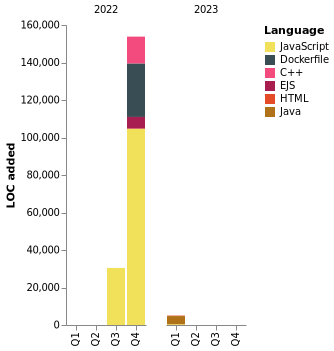 2022 2023
Language
JavaScript
Dockerfile
C++
EJS
HTML
Java
LOC added
160,000
140,000
120,000
100,000
80,000
60,000
40,000
20,000
0
Q1 Q2 Q3 Q4 Q1 Q2 Q3 Q4